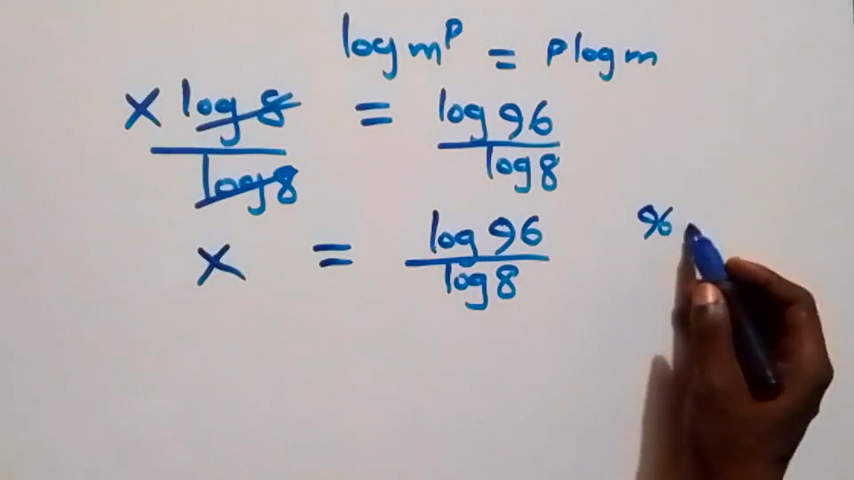 log m^p = p log m
x log 8 / log 8 = log 96 / log 8
x = log 96 / log 8
96